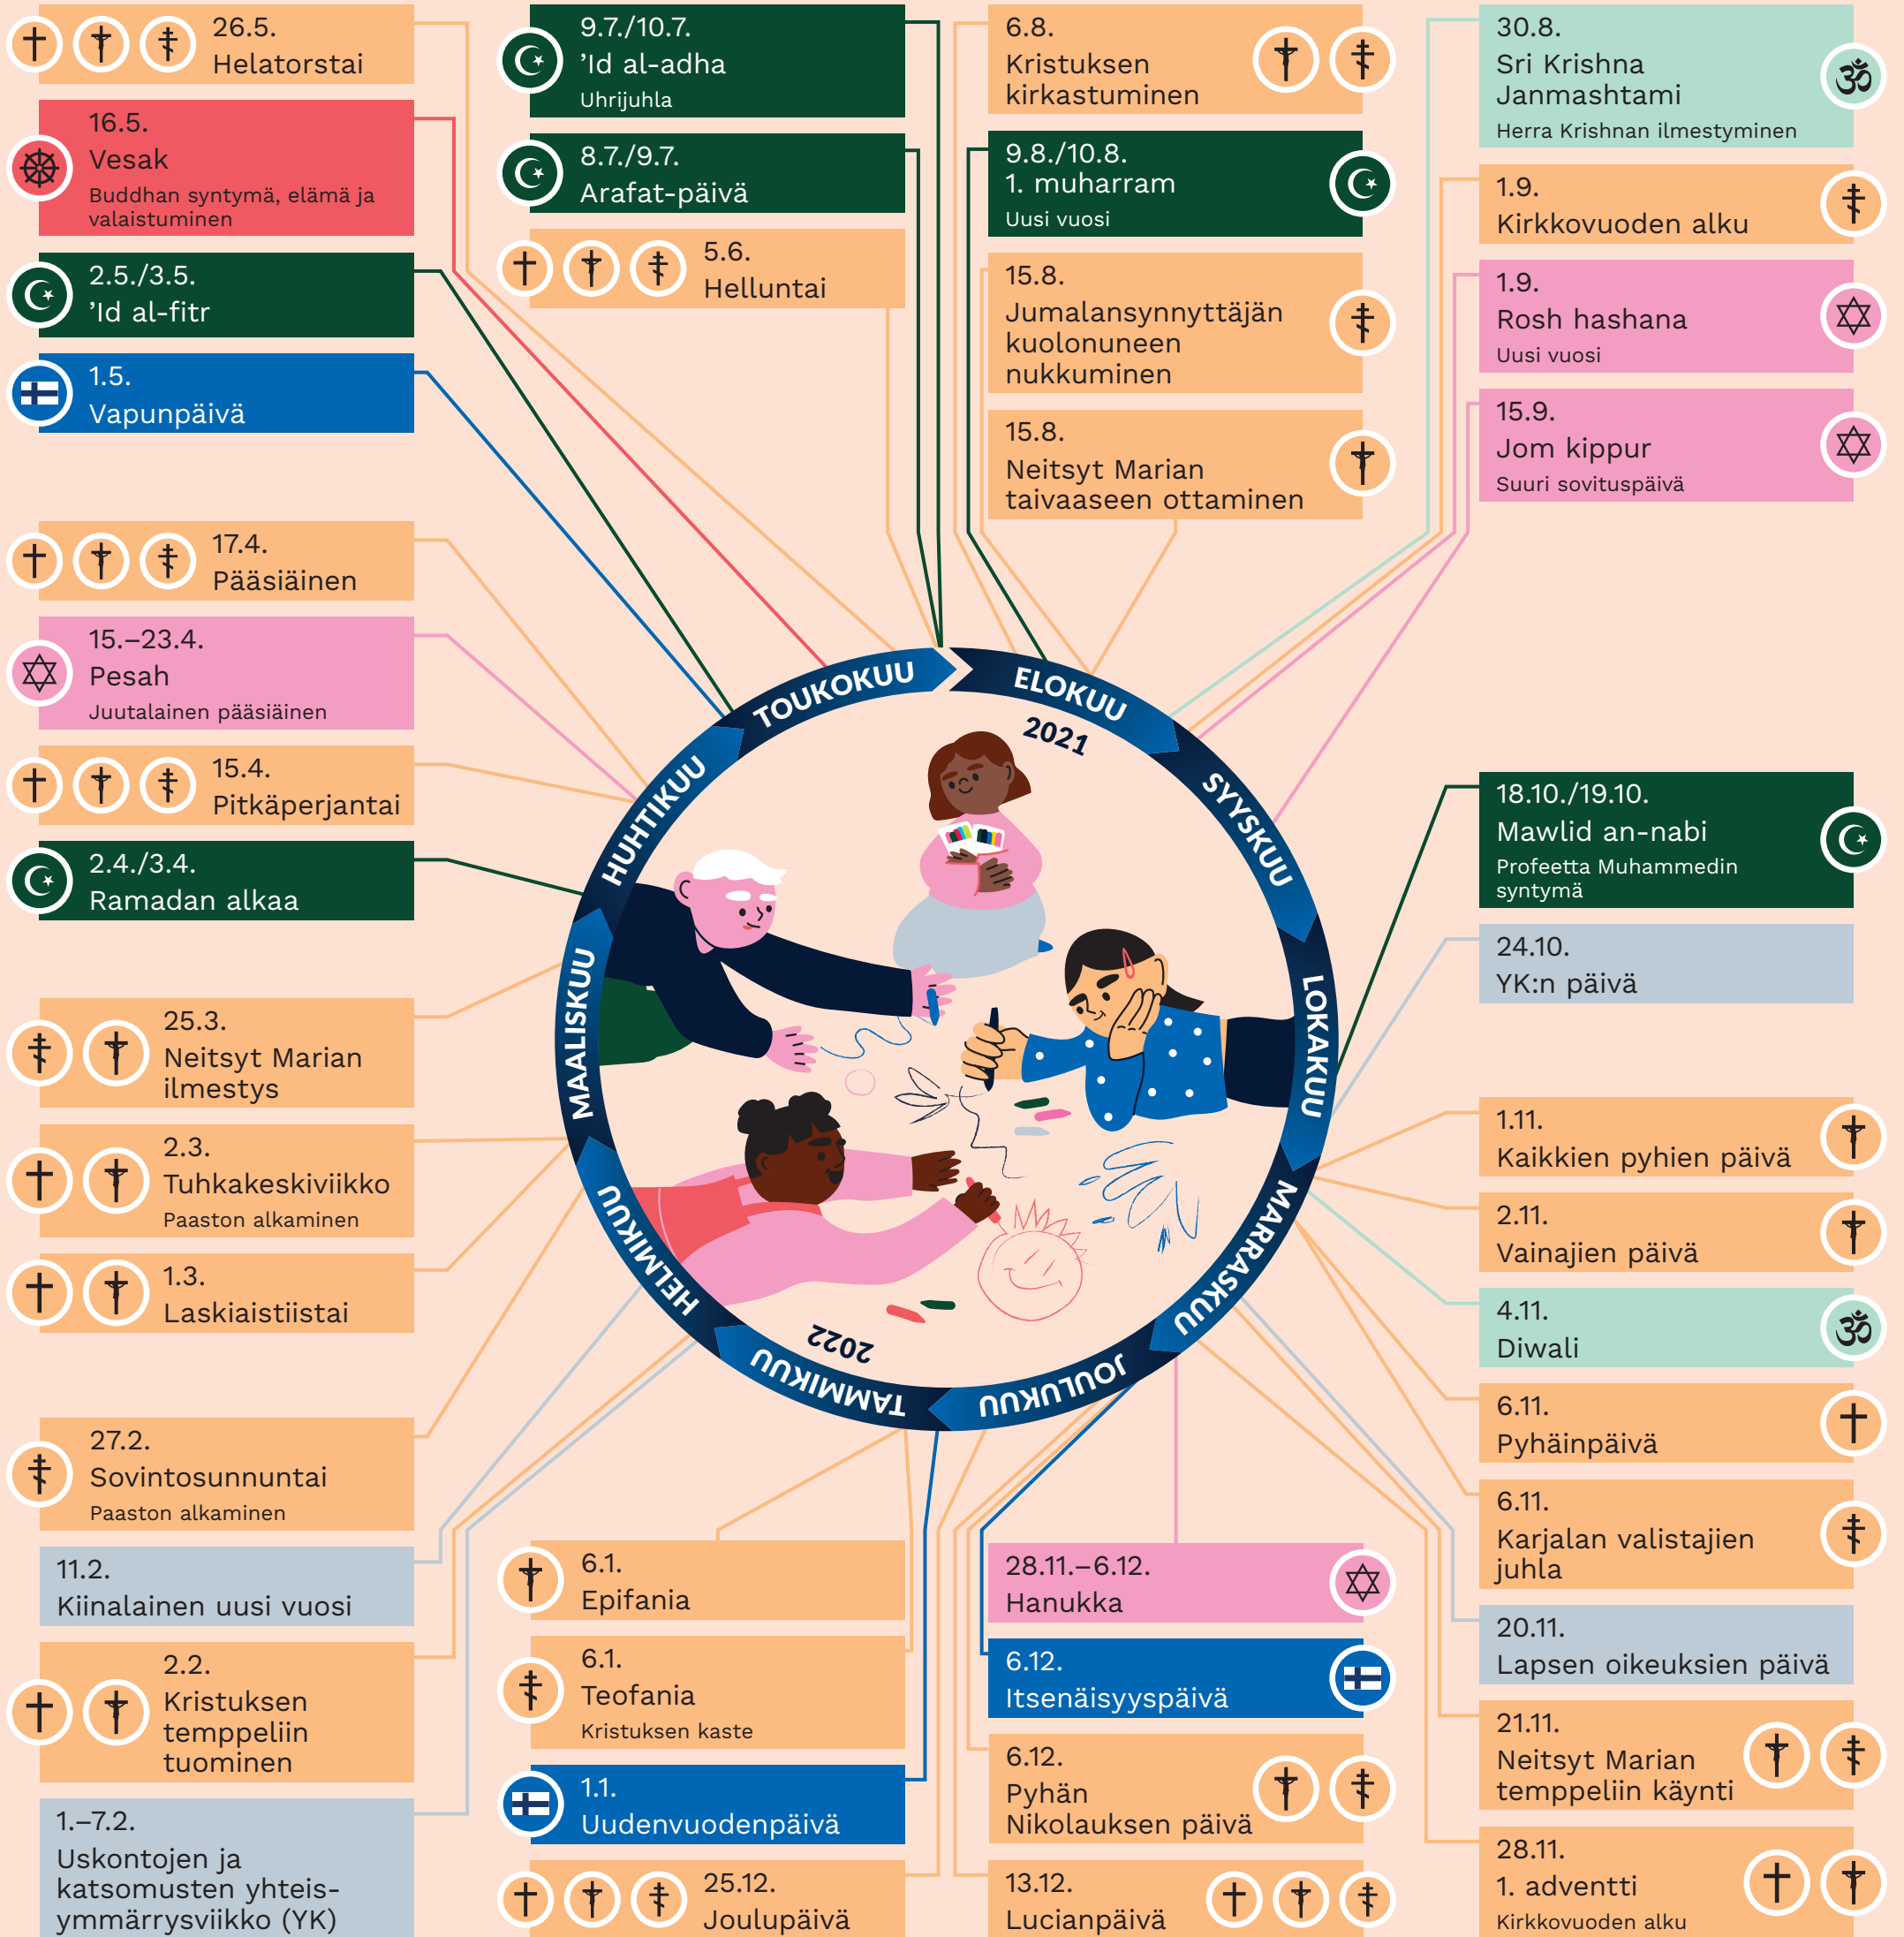 26.5.
Helatorstai
16.5.
Vesak
Buddhan syntymä, elämä ja
valaistuminen
2.5./3.5.
’Id al-fitr
1.5.
Vapunpäivä
17.4.
Pääsiäinen
15.–23.4.
Pesah
Juutalainen pääsiäinen
15.4.
Pitkäperjantai
2.4./3.4.
Ramadan alkaa
25.3.
Neitsyt Marian
ilmestys
2.3.
Tuhkakeskiviikko
Paaston alkaminen
1.3.
Laskiaistiistai
27.2.
Sovintosunnuntai
Paaston alkaminen
11.2.
Kiinalainen uusi vuosi
2.2.
Kristuksen
temppeliin
tuominen
1.–7.2.
Uskontojen ja
katsomusten yhteis-
ymmärrysviikko (YK)
9.7./10.7.
’Id al-adha
Uhrijuhla
8.7./9.7.
Arafat-päivä
5.6.
Helluntai
6.8.
Kristuksen
kirkastuminen
9.8./10.8.
1. muharram
Uusi vuosi
15.8.
Jumalansynnyttäjän
kuolonuneen
nukkuminen
15.8.
Neitsyt Marian
taivaaseen ottaminen
30.8.
Sri Krishna
Janmashtami
Herra Krishnan ilmestyminen
1.9.
Kirkkovuoden alku
1.9.
Rosh hashana
Uusi vuosi
15.9.
Jom kippur
Suuri sovituspäivä
18.10./19.10.
Mawlid an-nabi
Profeetta Muhammedin
syntymä
24.10.
YK:n päivä
1.11.
Kaikkien pyhien päivä
2.11.
Vainajien päivä
4.11.
Diwali
6.11.
Pyhäinpäivä
6.11.
Karjalan valistajien
juhla
20.11.
Lapsen oikeuksien päivä
21.11.
Neitsyt Marian
temppeliin käynti
28.11.
1. adventti
Kirkkovuoden alku
ELOKUU
2021
SYYSKUU
LOKAKUU
MARRASKUU
JOULUKUU
TAMMIKUU
2022
HELMIKUU
MAALISKUU
HUHTIKUU
TOUKOKUU
6.1.
Epifania
6.1.
Teofania
Kristuksen kaste
1.1.
Uudenvuodenpäivä
25.12.
Joulupäivä
28.11.–6.12.
Hanukka
6.12.
Itsenäisyyspäivä
6.12.
Pyhän
Nikolauksen päivä
13.12.
Lucianpäivä
ॐ
ॐ